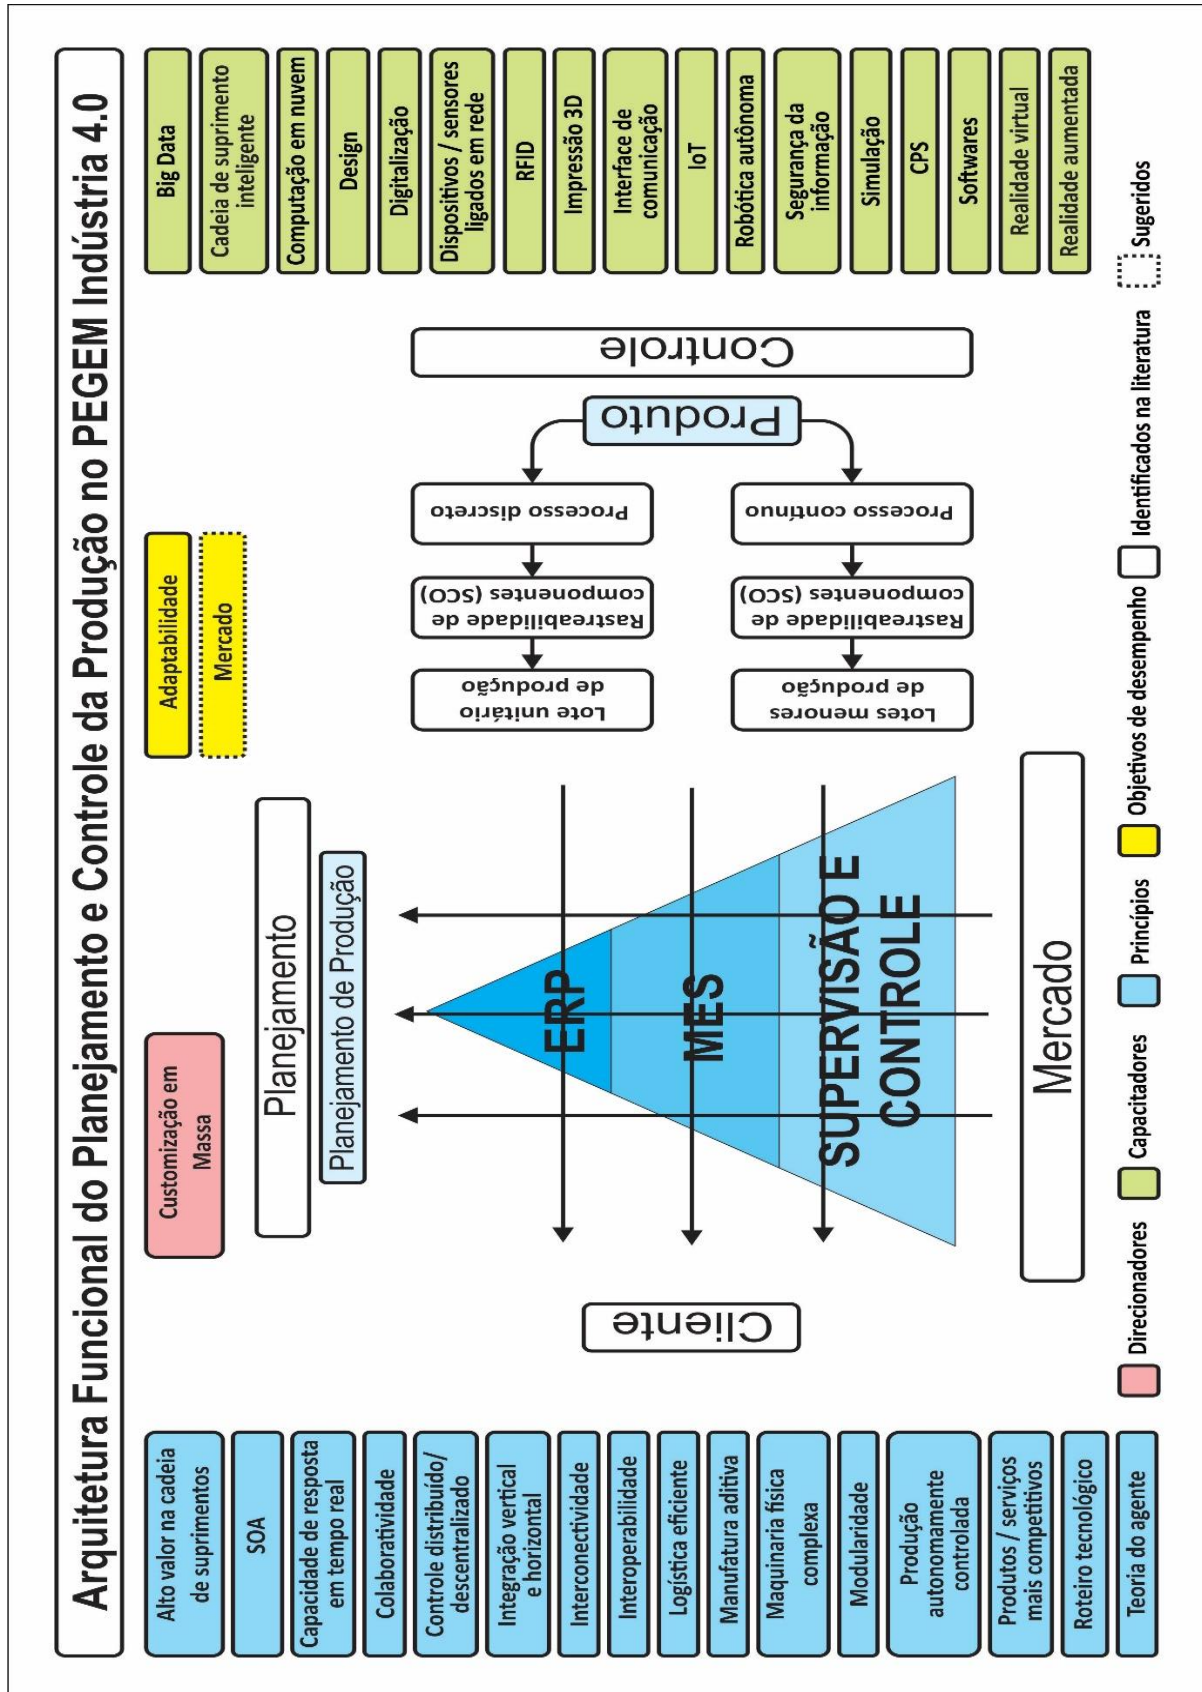 Arquitetura Funcional do Planejamento e Controle da Produção no PEGEM Indústria 4.0
Alto valor na cadeia
de suprimentos
SOA
Capacidade de resposta
em tempo real
Colaboratividade
Controle distribuído/
descentralizado
Integração vertical
e horizontal
Interconectividade
Interoperabilidade
Logística eficiente
Manufatura aditiva
Maquinaria física
complexa
Modularidade
Produção
autonomamente
controlada
Produtos / serviços
mais competitivos
Roteiro tecnológico
Teoria do agente
Customização em
Massa
Adaptabilidade
Mercado
Planejamento
Planejamento de Produção
Cliente
ERP
MES
SUPERVISÃO E
CONTROLE
Mercado
Lote unitário
de produção
Rastreabilidade de
componentes (SCO)
Processo discreto
Lotes menores
de produção
Rastreabilidade de
componentes (SCO)
Processo contínuo
Produto
Controle
Big Data
Cadeia de suprimento
inteligente
Computação em nuvem
Design
Digitalização
Dispositivos / sensores
ligados em rede
RFID
Impressão 3D
Interface de
comunicação
IoT
Robótica autônoma
Segurança da
informação
Simulação
CPS
Softwares
Realidade virtual
Realidade aumentada
Direcionadores
Capacitadores
Princípios
Objetivos de desempenho
Identificados na literatura
Sugeridos